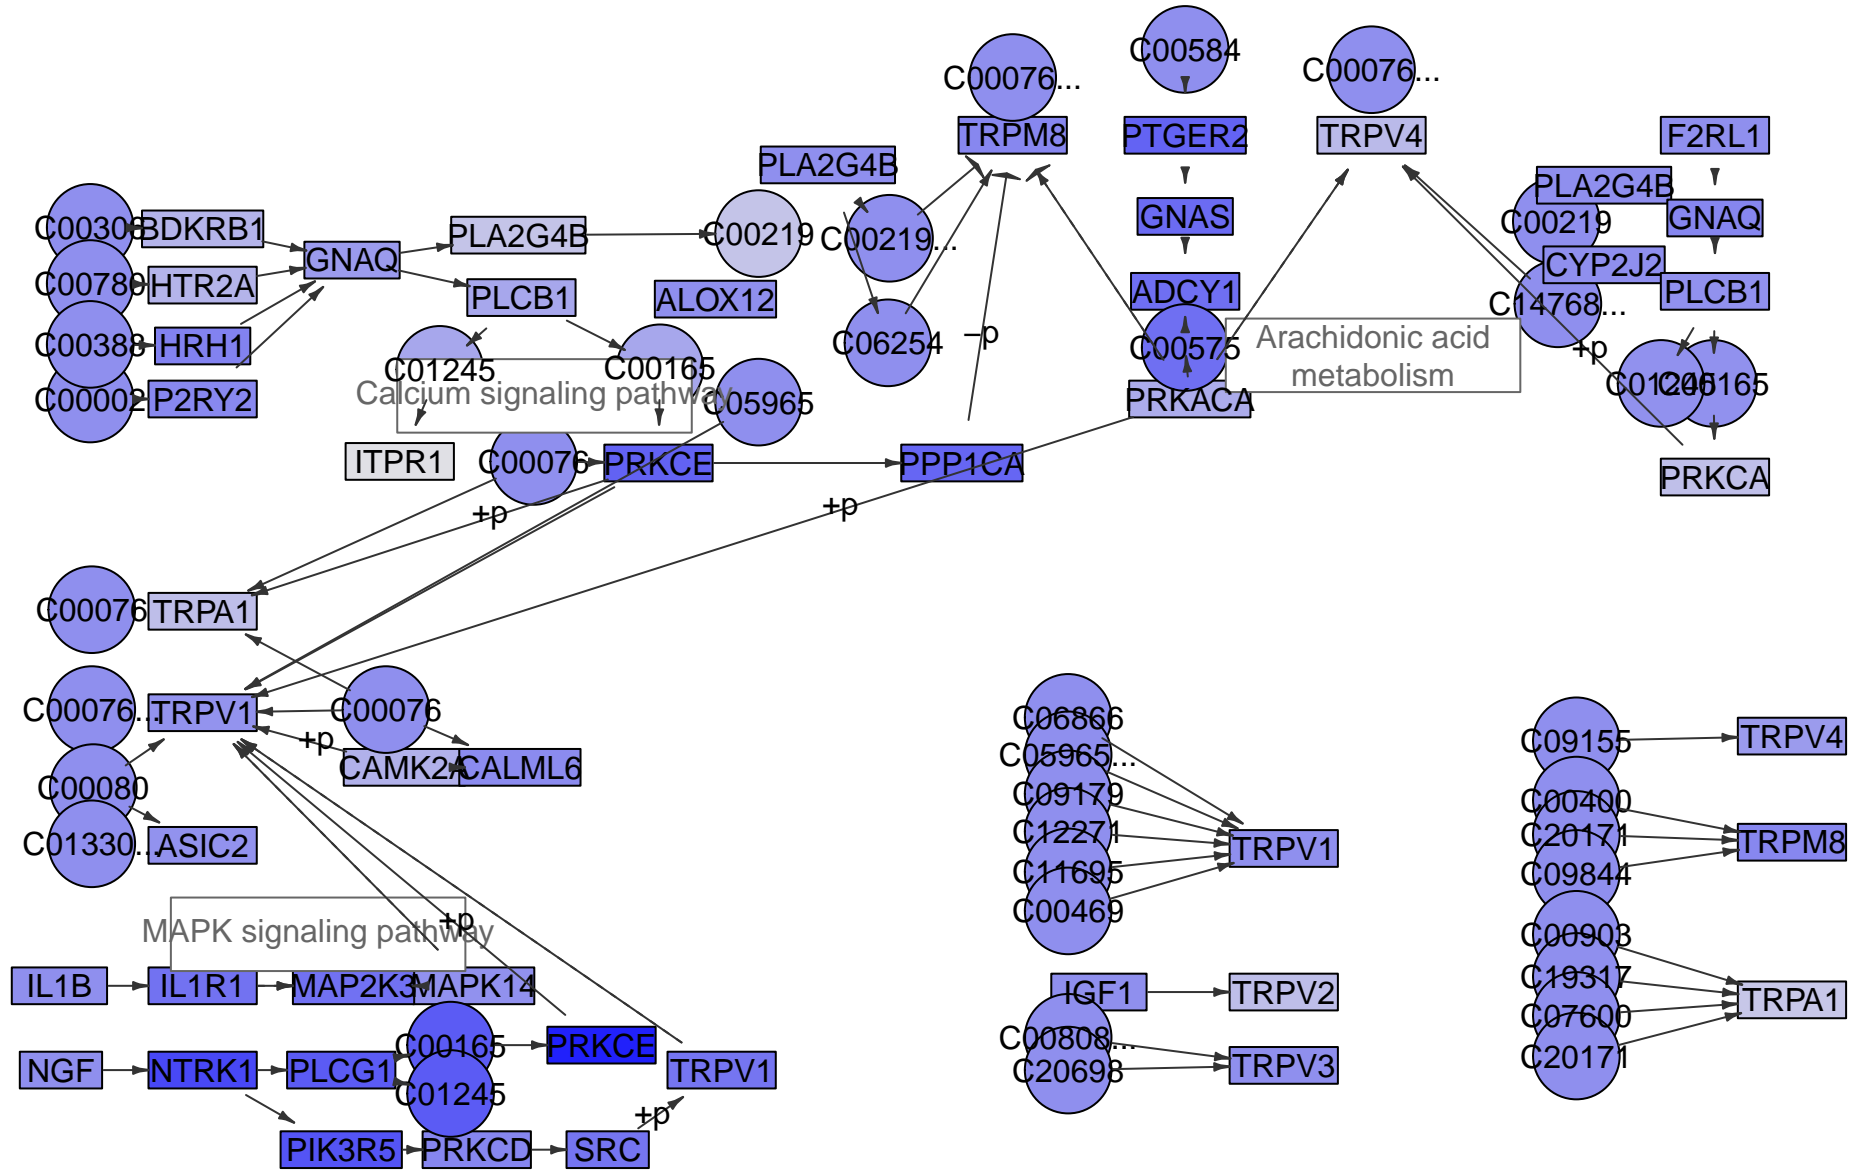 C00584
C00076...
C00076...
TRPM8
PTGER2
TRPV4
F2RL1
PLA2G4B
PLA2G4B
C00308
BDKRB1
PLA2G4B
C00219
C00219...
GNAS
C00219
GNAQ
GNAQ
C00780
HTR2A
PLCB1
ALOX12
ADCY1
CYP2J2
C14768...
PLCB1
C00388
HRH1
C01245
C00165
C06254
–p
C00575
Arachidonic acid
metabolism
+p
C00002
P2RY2
Calcium signaling pathway
C05965
PRKACA
C01245
C00165
ITPR1
C00076
PRKCE
PPP1CA
PRKCA
+p
+p
C00076
TRPA1
C00076...
TRPV1
C00076
+p
CAMK2A
CALML6
C00080
C01330...
ASIC2
C06866
C05965...
C09179
C12271
C11695
C00469
TRPV1
C09155
TRPV4
C00400
C20171
C09844
TRPM8
MAPK signaling pathway
+p
IL1B
IL1R1
MAP2K3
MAPK14
IGF1
TRPV2
C00903
C19317
C07600
C20171
TRPA1
NGF
NTRK1
PLCG1
C00165
C01245
PRKCE
TRPV1
C00808...
C20698
TRPV3
+p
PIK3R5
PRKCD
SRC